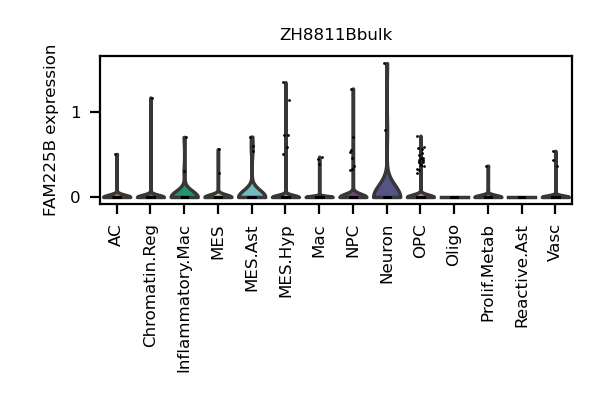 ZH8811Bbulk
FAM225B expression
1
0
AC
Chromatin.Reg
Inflammatory.Mac
MES
MES.Ast
MES.Hyp
Mac
NPC
Neuron
OPC
Oligo
Prolif.Metab
Reactive.Ast
Vasc